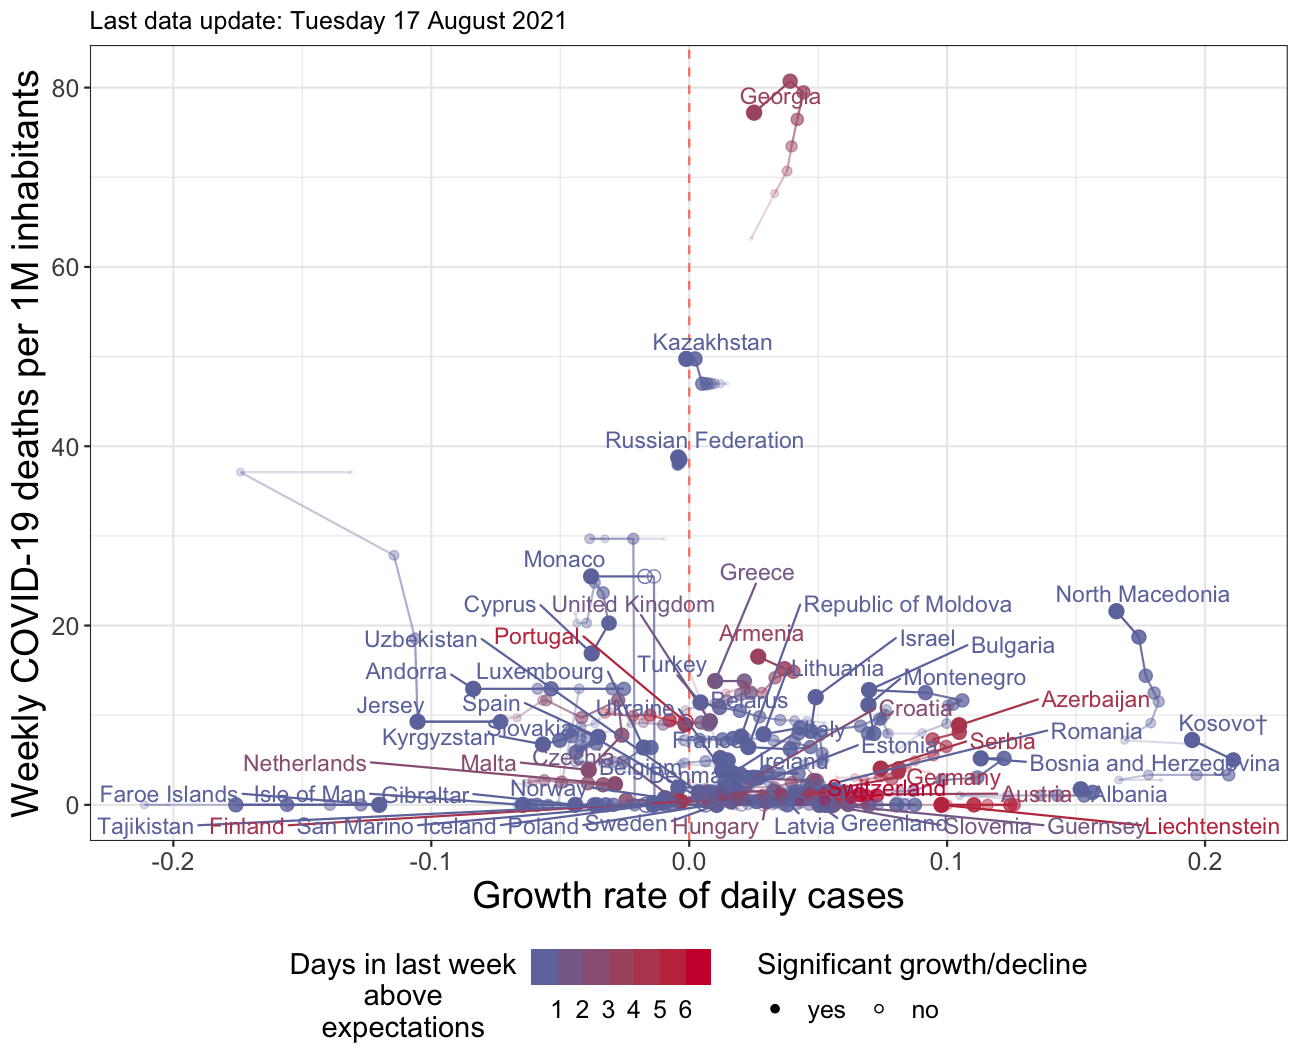 Last data update: Tuesday 17 August 2021
Weekly COVID-19 deaths per 1M inhabitants
80
60
40
20
0
Georgia
Kazakhstan
Russian Federation
Monaco
Greece
North Macedonia
Cyprus
United Kingdom
Republic of Moldova
Uzbekistan
Portugal
Armenia
Israel
Bulgaria
Andorra
Luxembourg
Turkey
Lithuania
Montenegro
Jersey
Spain
Ukraine
Belarus
Croatia
Azerbaijan
Kosovo†
Kyrgyzstan
Slovakia
France
Italy
Estonia
Serbia
Romania
Netherlands
Malta
Czechia
Belgium
Denmark
Ireland
Germany
Bosnia and Herzegovina
Faroe Islands
Isle of Man
Gibraltar
Norway
Switzerland
Austria
Albania
Tajikistan
Finland
San Marino
Iceland
Poland
Sweden
Hungary
Latvia
Greenland
Slovenia
Guernsey
Liechtenstein
-0.2
-0.1
0.0
0.1
0.2
Growth rate of daily cases
Days in last week
above
expectations
1 2 3 4 5 6
Significant growth/decline
yes
no